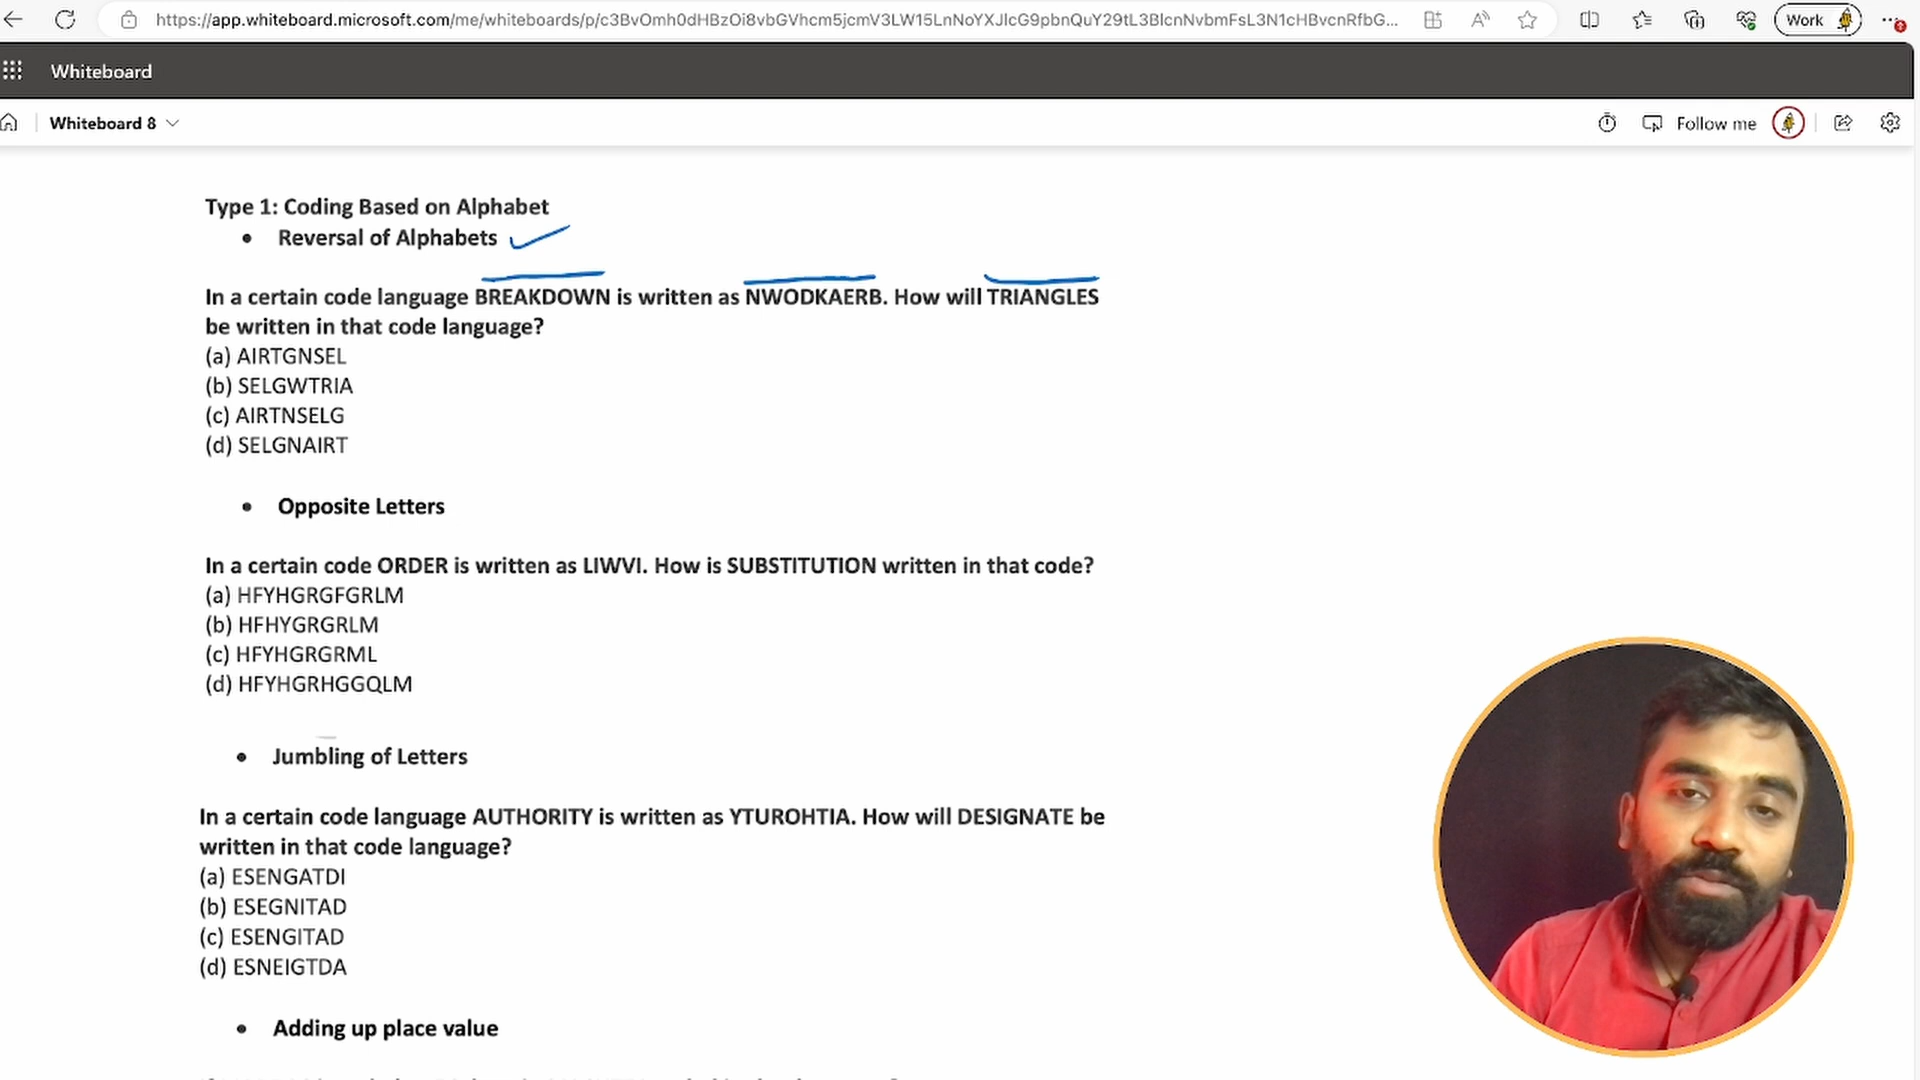 https://app.whiteboard.microsoft.com/me/whiteboards/p/c3BvOmh0dHBzOi8vbGVhcm5jcmV3LW15LnNoYXJlcG9pbnQuY29tL3BlcnNvbmFsL3N1cHBvcnRfbG...
Work
Whiteboard
Whiteboard 8
Follow me
Type 1: Coding Based on Alphabet
• Reversal of Alphabets
In a certain code language BREAKDOWN is written as NWODKAERB. How will TRIANGLES
be written in that code language?
(a) AIRTGNSEL
(b) SELGWTRIA
(c) AIRTNSELG
(d) SELGNAIRT
• Opposite Letters
In a certain code ORDER is written as LIWVI. How is SUBSTITUTION written in that code?
(a) HFYHGRGFGRLM
(b) HFHYGRGRLM
(c) HFYHGRGRML
(d) HFYHGRHGGQLM
• Jumbling of Letters
In a certain code language AUTHORITY is written as YTUROHTIA. How will DESIGNATE be
written in that code language?
(a) ESENGATDI
(b) ESEGNITAD
(c) ESENGITAD
(d) ESNEIGTDA
• Adding up place value